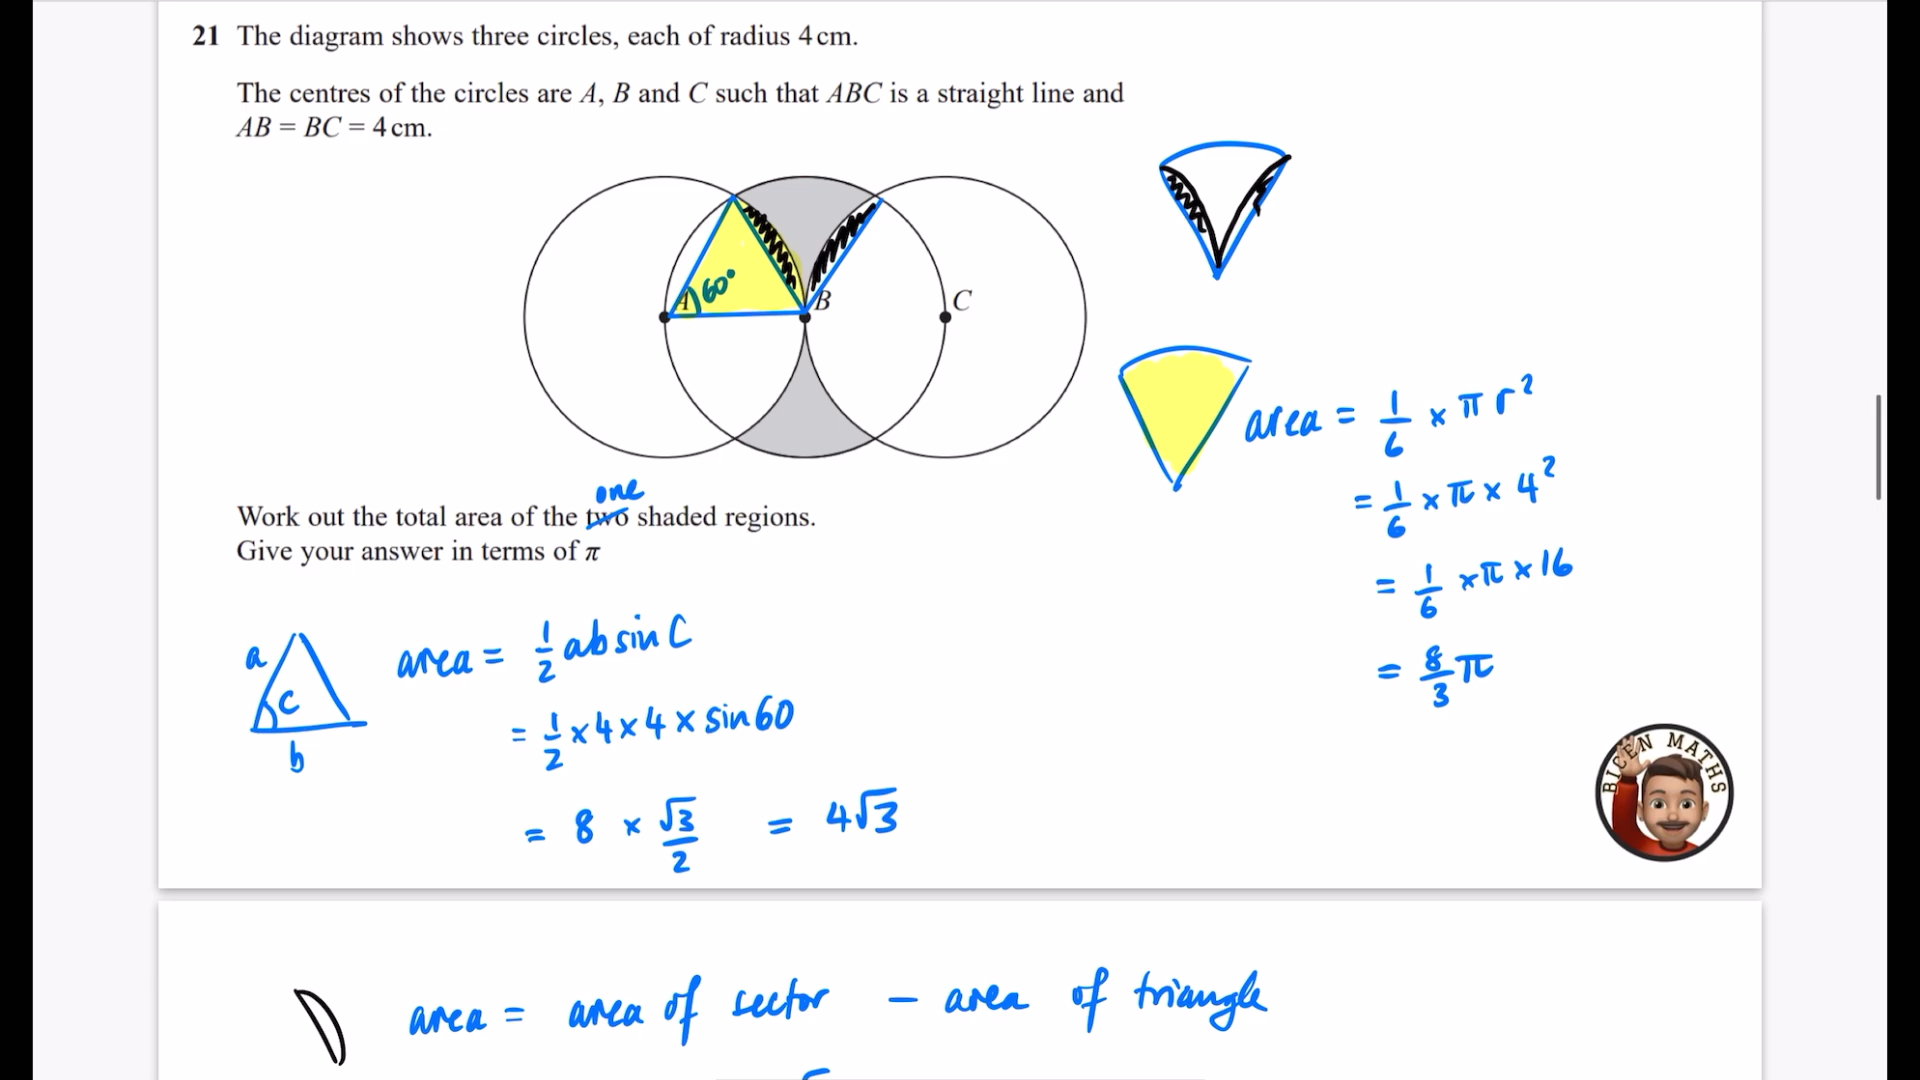 21 The diagram shows three circles, each of radius 4 cm.
The centres of the circles are A, B and C such that ABC is a straight line and
AB = BC = 4 cm.
A 60°
B
C
one
Work out the total area of the two shaded regions.
Give your answer in terms of π
area = 1/6 × π r²
= 1/6 × π × 4²
= 1/6 × π × 16
= 8/3 π
a
c
b
area = 1/2 ab sin C
= 1/2 × 4 × 4 × sin 60
= 8 × √3/2 = 4√3
BICEN MATHS
area = area of sector − area of triangle